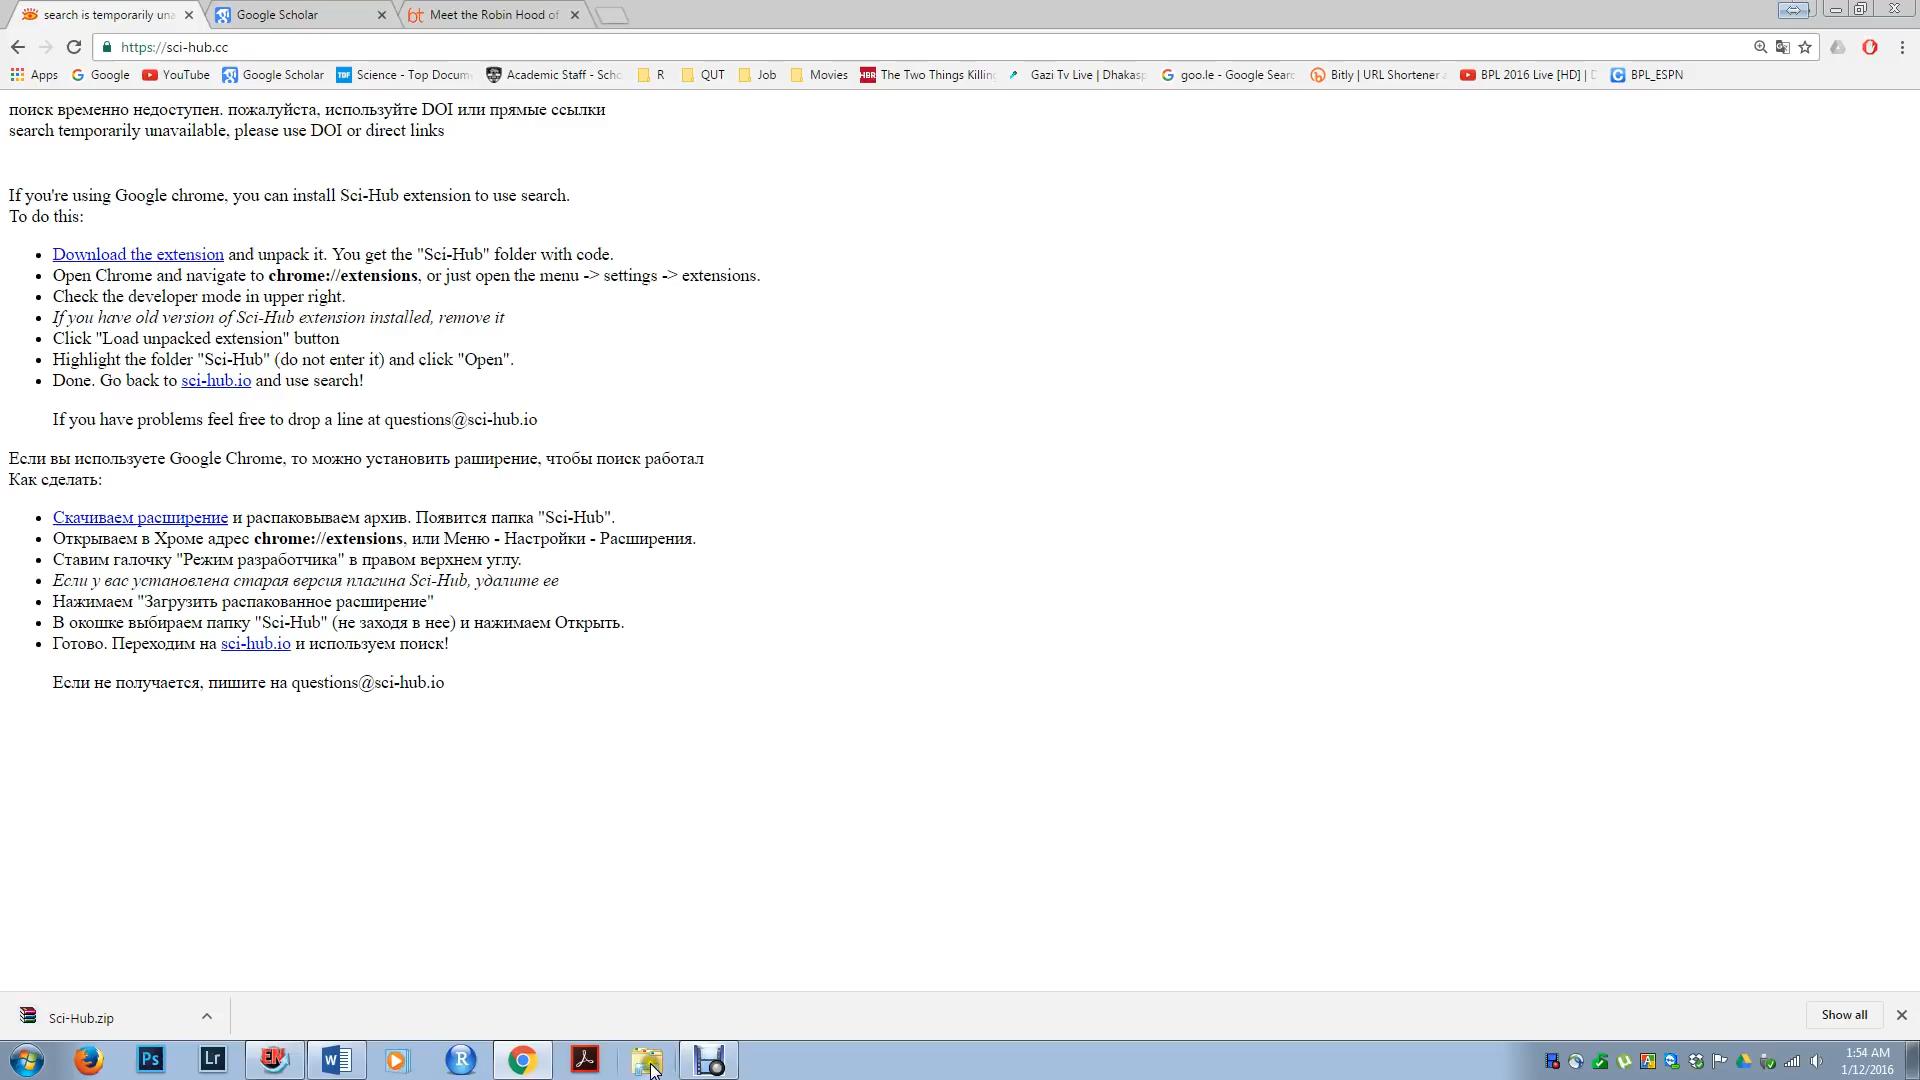 search is temporarily una
Google Scholar
Meet the Robin Hood of
https://sci-hub.cc
Apps Google YouTube Google Scholar Science - Top Docum Academic Staff - Scho R QUT Job Movies The Two Things Killing Gazi Tv Live | Dhakasp goo.le - Google Searc Bitly | URL Shortener a BPL 2016 Live [HD] | D BPL_ESPN
поиск временно недоступен. пожалуйста, используйте DOI или прямые ссылки
search temporarily unavailable, please use DOI or direct links
If you're using Google chrome, you can install Sci-Hub extension to use search.
To do this:
Download the extension and unpack it. You get the "Sci-Hub" folder with code.
Open Chrome and navigate to chrome://extensions, or just open the menu -> settings -> extensions.
Check the developer mode in upper right.
If you have old version of Sci-Hub extension installed, remove it
Click "Load unpacked extension" button
Highlight the folder "Sci-Hub" (do not enter it) and click "Open".
Done. Go back to sci-hub.io and use search!
If you have problems feel free to drop a line at questions@sci-hub.io
Если вы используете Google Chrome, то можно установить раширение, чтобы поиск работал
Как сделать:
Скачиваем расширение и распаковываем архив. Появится папка "Sci-Hub".
Открываем в Хроме адрес chrome://extensions, или Меню - Настройки - Расширения.
Ставим галочку "Режим разработчика" в правом верхнем углу.
Если у вас установлена старая версия плагина Sci-Hub, удалите ее
Нажимаем "Загрузить распакованное расширение"
В окошке выбираем папку "Sci-Hub" (не заходя в нее) и нажимаем Открыть.
Готово. Переходим на sci-hub.io и используем поиск!
Если не получается, пишите на questions@sci-hub.io
Sci-Hub.zip
Show all
Ps Lr EN W R
1:54 AM
1/12/2016